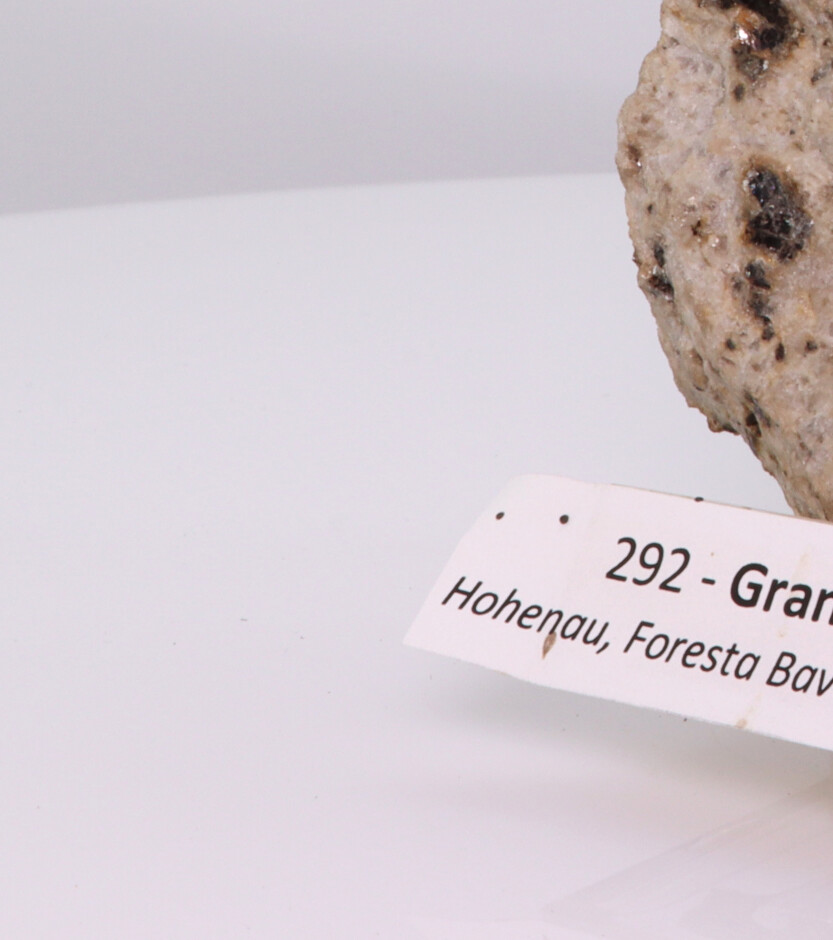 292 - Gran
Hohenau, Foresta Bav